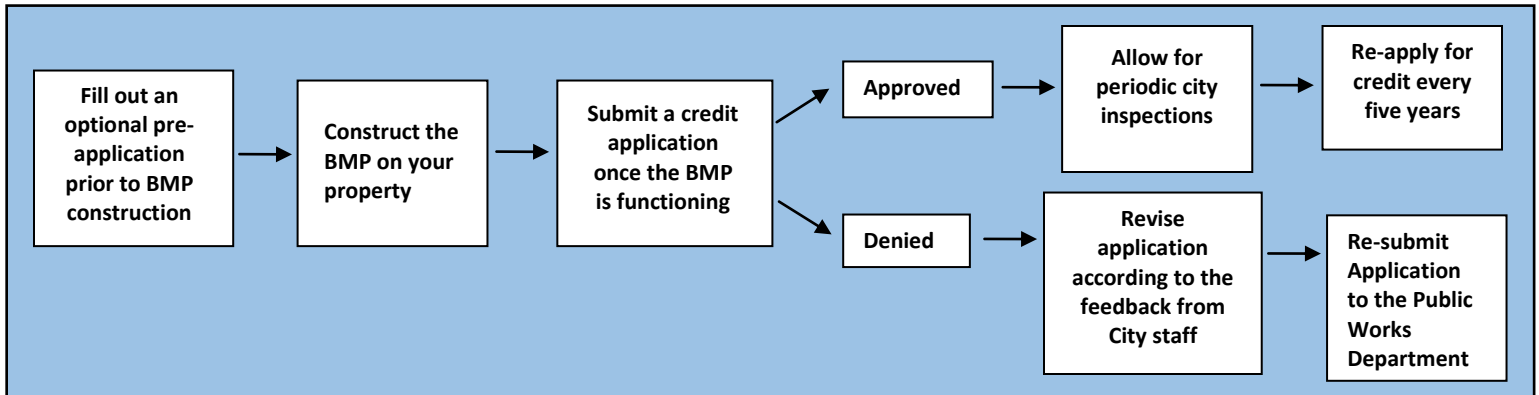 Fill out an
optional pre-
application
prior to BMP
construction
Construct the
BMP on your
property
Submit a credit
application
once the BMP
is functioning
Approved
Allow for
periodic city
inspections
Re-apply for
credit every
five years
Denied
Revise
application
according to the
feedback from
City staff
Re-submit
Application
to the Public
Works
Department